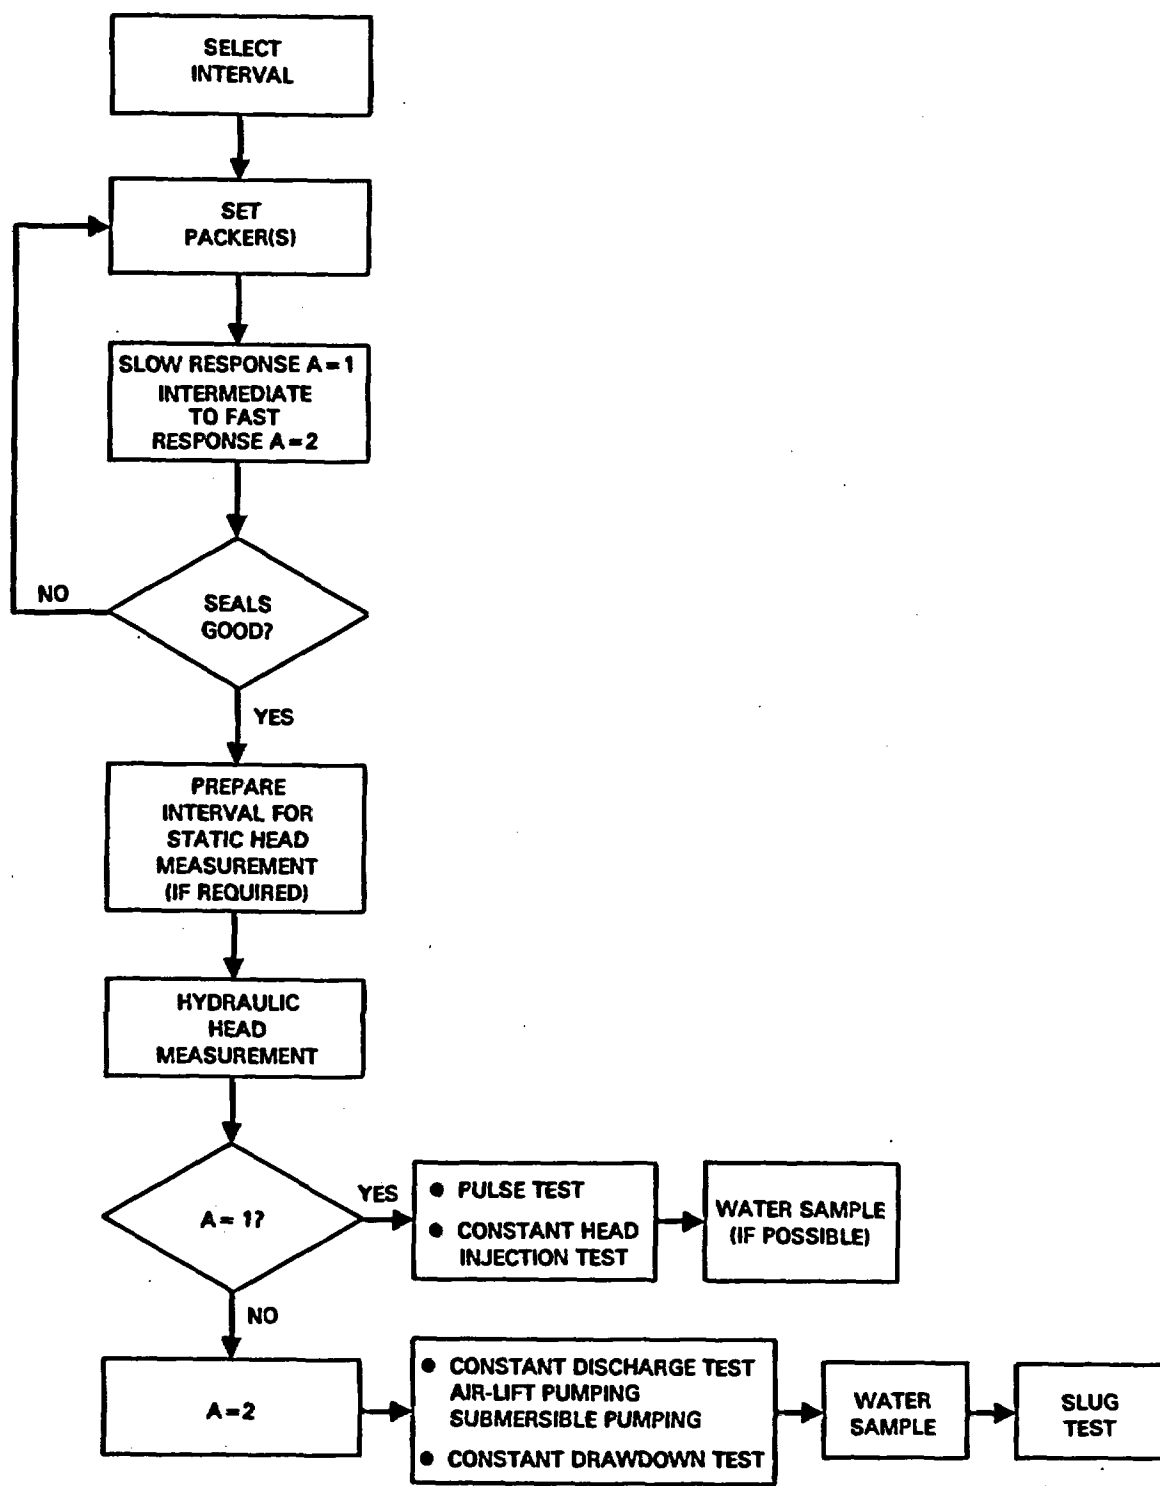 SELECT
INTERVAL
SET
PACKER(S)
SLOW RESPONSE A=1
INTERMEDIATE
TO FAST
RESPONSE A=2
SEALS
GOOD?
NO
YES
PREPARE
INTERVAL FOR
STATIC HEAD
MEASUREMENT
(IF REQUIRED)
HYDRAULIC
HEAD
MEASUREMENT
A=1?
YES
● PULSE TEST
● CONSTANT HEAD
INJECTION TEST
WATER SAMPLE
(IF POSSIBLE)
NO
A=2
● CONSTANT DISCHARGE TEST
AIR-LIFT PUMPING
SUBMERSIBLE PUMPING
● CONSTANT DRAWDOWN TEST
WATER
SAMPLE
SLUG
TEST